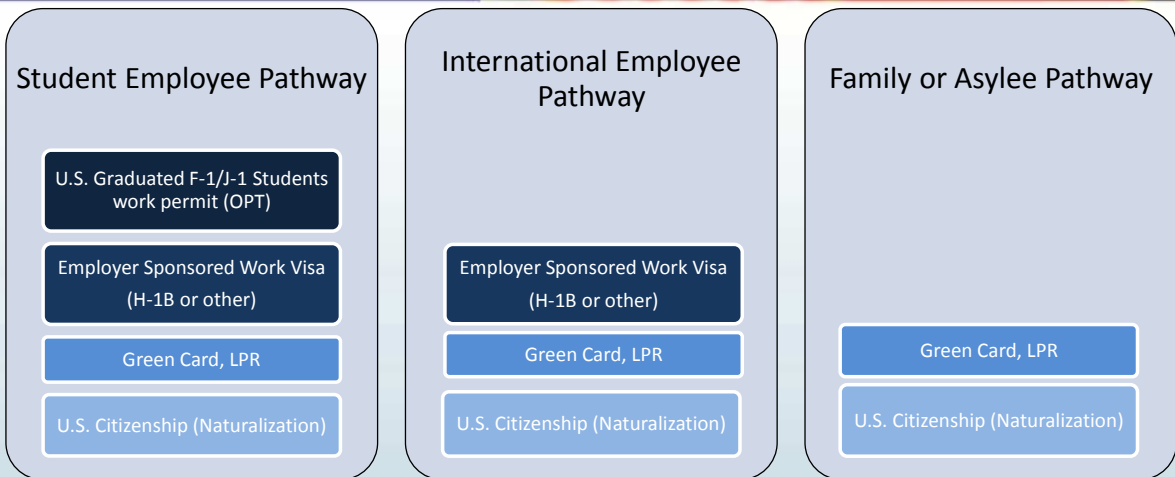 Student Employee Pathway
U.S. Graduated F-1/J-1 Students
work permit (OPT)
Employer Sponsored Work Visa
(H-1B or other)
Green Card, LPR
U.S. Citizenship (Naturalization)
International Employee
Pathway
Employer Sponsored Work Visa
(H-1B or other)
Green Card, LPR
U.S. Citizenship (Naturalization)
Family or Asylee Pathway
Green Card, LPR
U.S. Citizenship (Naturalization)